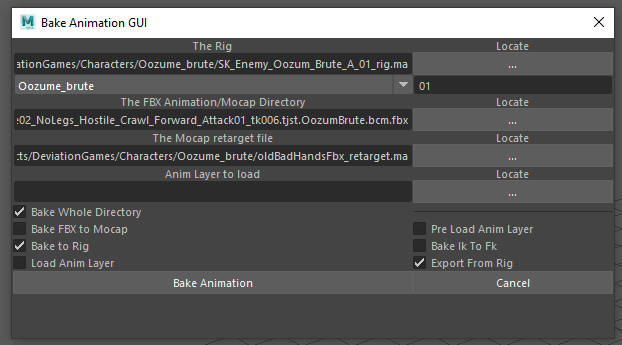 Bake Animation GUI
The Rig Locate
ationGames/Characters/Oozume_brute/SK_Enemy_Oozum_Brute_A_01_rig.ma ...
Oozume_brute 01
The FBX Animation/Mocap Directory Locate
e02_NoLegs_Hostile_Crawl_Forward_Attack01_tk006.tjst.OozumBrute.bcm.fbx ...
The Mocap retarget file Locate
cts/DeviationGames/Characters/Oozume_brute/oldBadHandsFbx_retarget.ma ...
Anim Layer to load Locate
...
Bake Whole Directory
Bake FBX to Mocap Pre Load Anim Layer
Bake to Rig Bake Ik To Fk
Load Anim Layer Export From Rig
Bake Animation Cancel